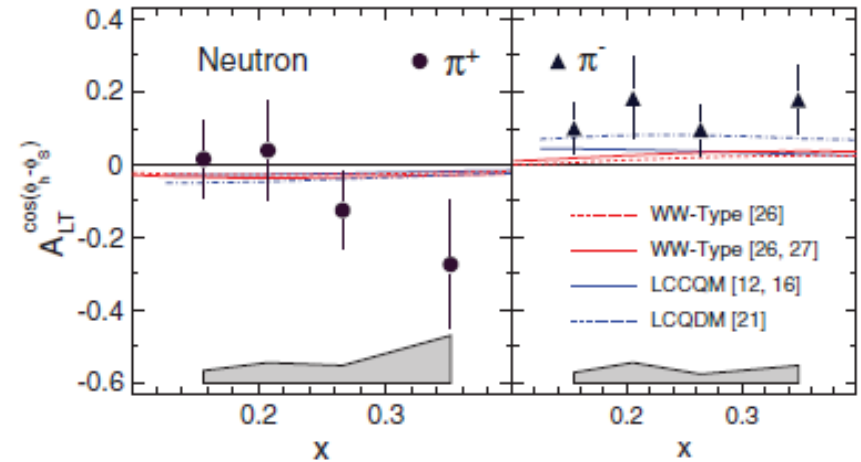 Neutron
π+
π-
0.4
0.2
0
-0.2
-0.4
-0.6
A_LT^cos(ϕh-ϕS)
WW-Type [26]
WW-Type [26, 27]
LCCQM [12, 16]
LCQDM [21]
0.2 0.3 0.2 0.3
x x